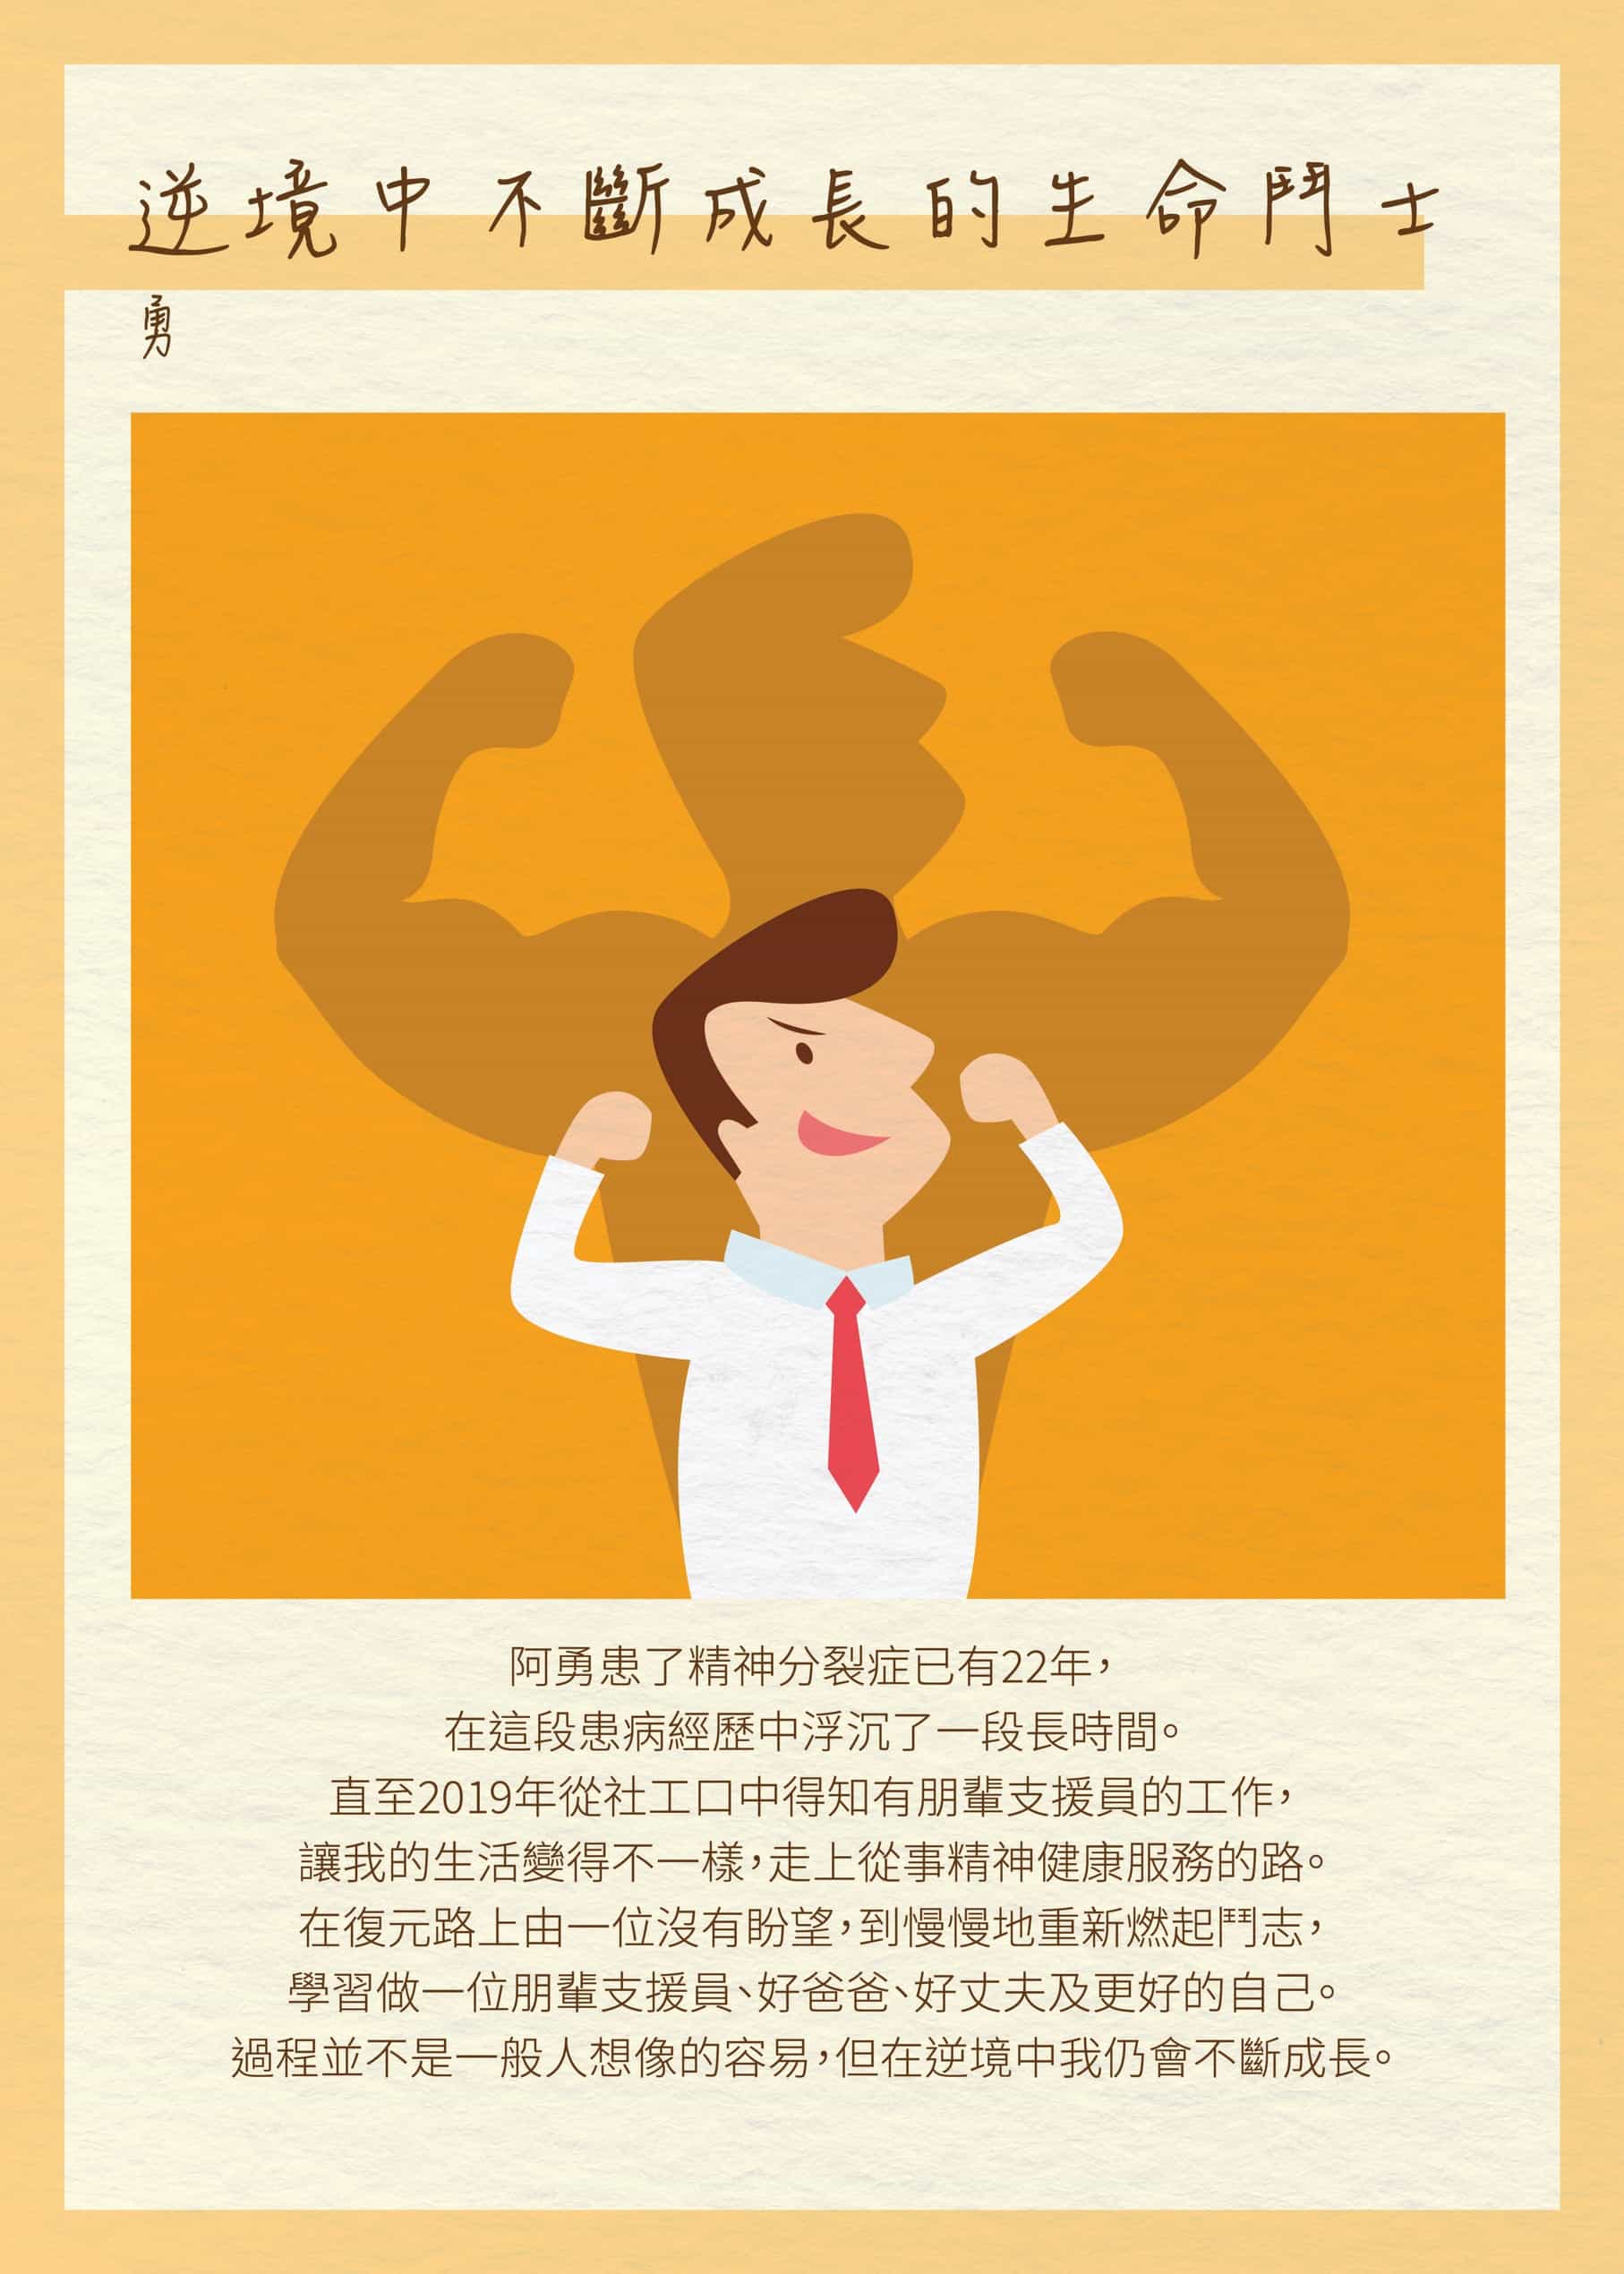 逆境中不斷成長的生命鬥士
勇
阿勇患了精神分裂症已有22年，
在這段患病經歷中浮沉了一段長時間。
直至2019年從社工口中得知有朋輩支援員的工作，
讓我的生活變得不一樣，走上從事精神健康服務的路。
在復元路上由一位沒有盼望，到慢慢地重新燃起鬥志，
學習做一位朋輩支援員、好爸爸、好丈夫及更好的自己。
過程並不是一般人想像的容易，但在逆境中我仍會不斷成長。